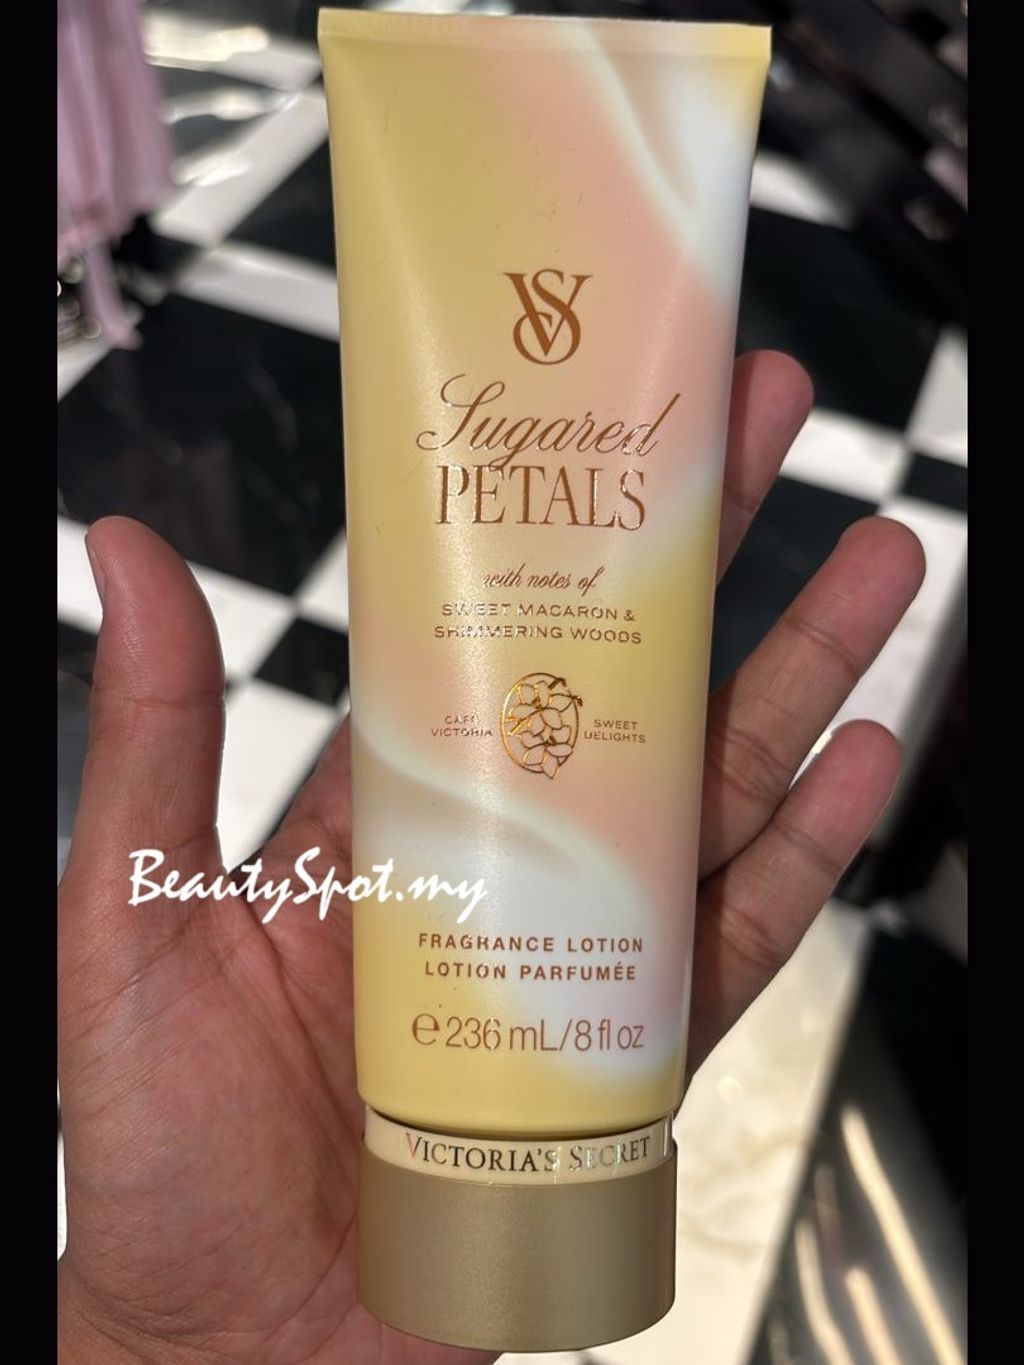 VS
Sugared
PETALS
with notes of
SWEET MACARON &
SHIMMERING WOODS
CAFÉ
VICTORIA
SWEET
DELIGHTS
BeautySpot.my
FRAGRANCE LOTION
LOTION PARFUMÉE
℮ 236 mL/8 fl oz
VICTORIA'S SECRET